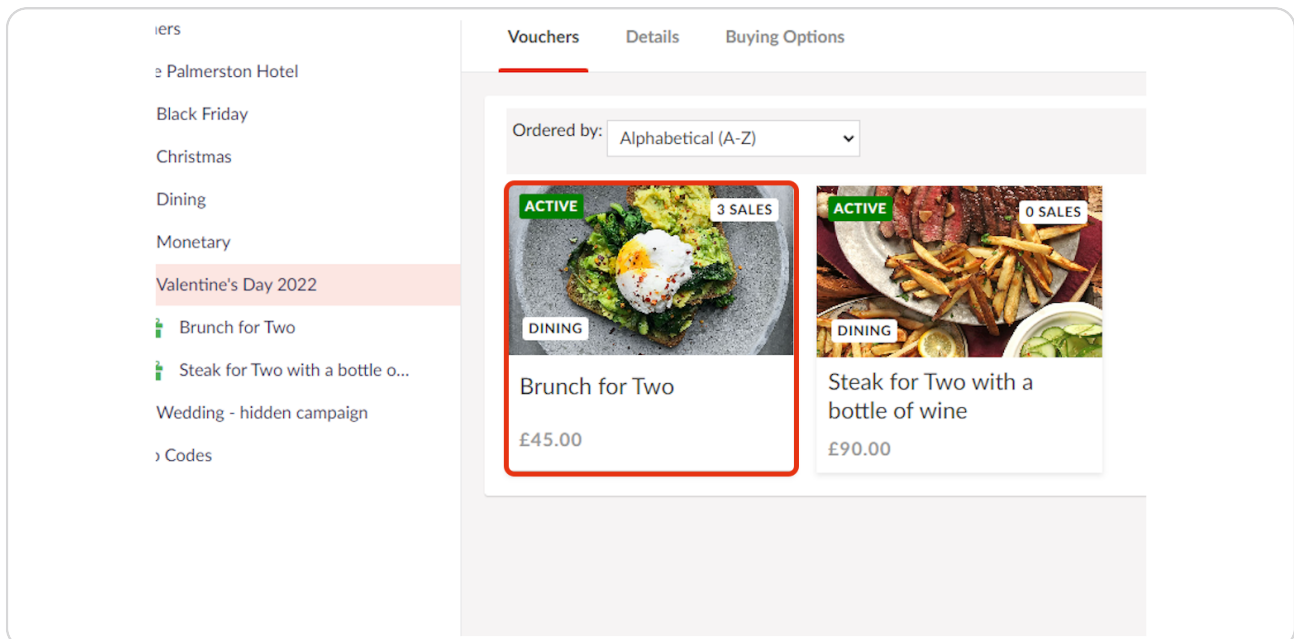 Palmerston Hotel
Black Friday
Christmas
Dining
Monetary
Valentine's Day 2022
Brunch for Two
Steak for Two with a bottle o...
Wedding - hidden campaign
Codes
Vouchers
Details
Buying Options
Ordered by:
Alphabetical (A-Z)
ACTIVE
3 SALES
DINING
Brunch for Two
£45.00
ACTIVE
0 SALES
DINING
Steak for Two with a
bottle of wine
£90.00